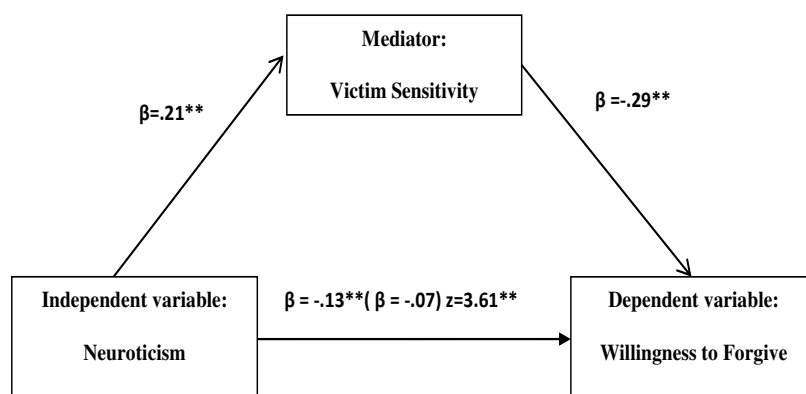 Mediator:
Victim Sensitivity
β=.21**
β =-.29**
Independent variable:
Neuroticism
β = -.13**( β = -.07) z=3.61**
Dependent variable:
Willingness to Forgive